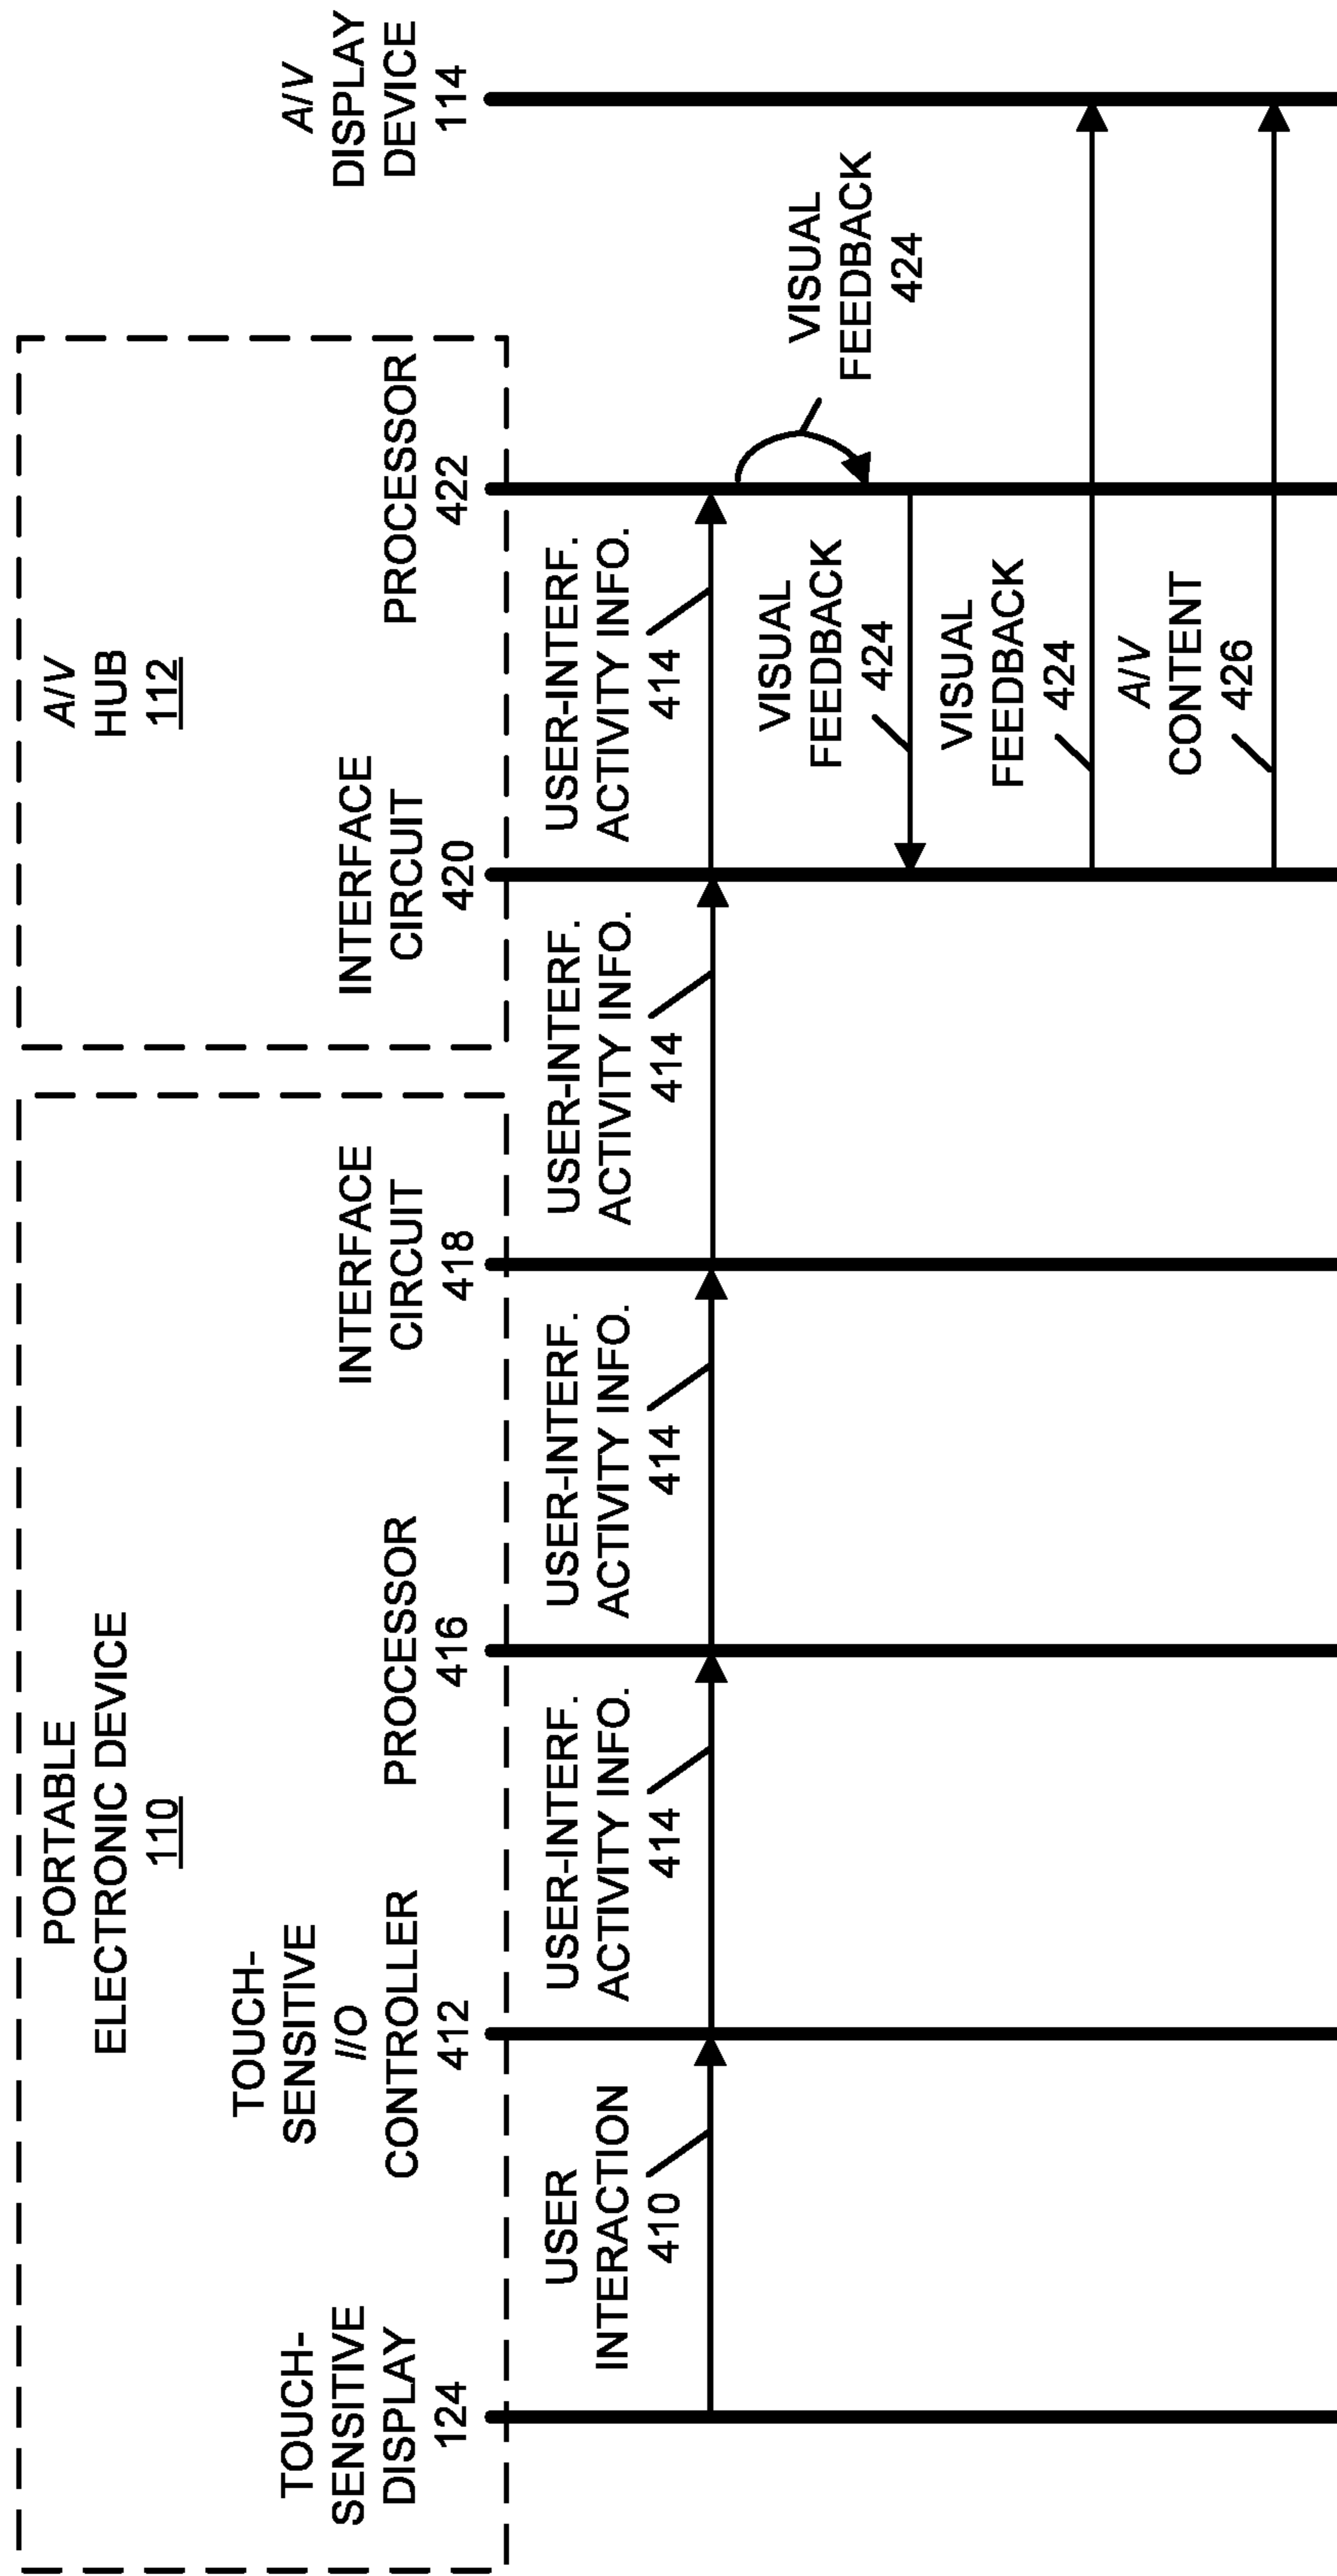 PORTABLE
ELECTRONIC DEVICE
110
A/V
HUB
112
TOUCH-
SENSITIVE
DISPLAY
124
TOUCH-
SENSITIVE
I/O
CONTROLLER
412
PROCESSOR
416
INTERFACE
CIRCUIT
418
INTERFACE
CIRCUIT
420
PROCESSOR
422
A/V
DISPLAY
DEVICE
114
USER
INTERACTION
410
USER-INTERF.
ACTIVITY INFO.
414
USER-INTERF.
ACTIVITY INFO.
414
USER-INTERF.
ACTIVITY INFO.
414
USER-INTERF.
ACTIVITY INFO.
414
VISUAL
FEEDBACK
424
VISUAL
FEEDBACK
424
VISUAL
FEEDBACK
424
A/V
CONTENT
426